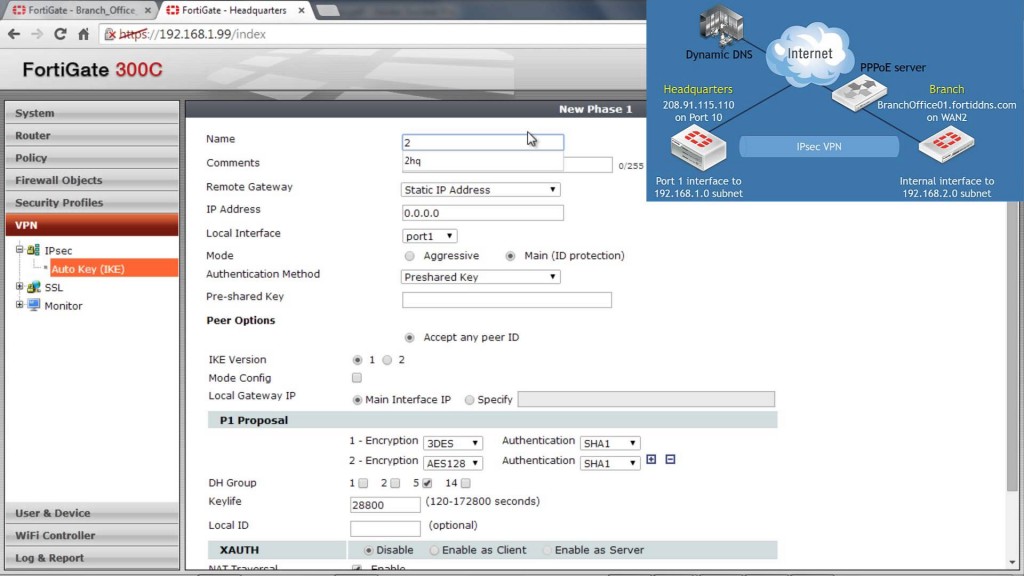 FortiGate - Branch_Office_
FortiGate - Headquarters
https://192.168.1.99/index
FortiGate 300C
System
Router
Policy
Firewall Objects
Security Profiles
VPN
IPsec
Auto Key (IKE)
SSL
Monitor
User & Device
WiFi Controller
Log & Report
New Phase 1
Name
2
2hq
Comments
0/255
Remote Gateway
Static IP Address
IP Address
0.0.0.0
Local Interface
port1
Mode
Aggressive
Main (ID protection)
Authentication Method
Preshared Key
Pre-shared Key
Peer Options
Accept any peer ID
IKE Version
1
2
Mode Config
Local Gateway IP
Main Interface IP
Specify
P1 Proposal
1 - Encryption
3DES
Authentication
SHA1
2 - Encryption
AES128
Authentication
SHA1
DH Group
1
2
5
14
Keylife
28800
(120-172800 seconds)
Local ID
(optional)
XAUTH
Disable
Enable as Client
Enable as Server
NAT Traversal
Enable
Dynamic DNS
Internet
PPPoE server
Headquarters
208.91.115.110
on Port 10
Branch
BranchOffice01.fortiddns.com
on WAN2
IPsec VPN
Port 1 interface to
192.168.1.0 subnet
Internal interface to
192.168.2.0 subnet